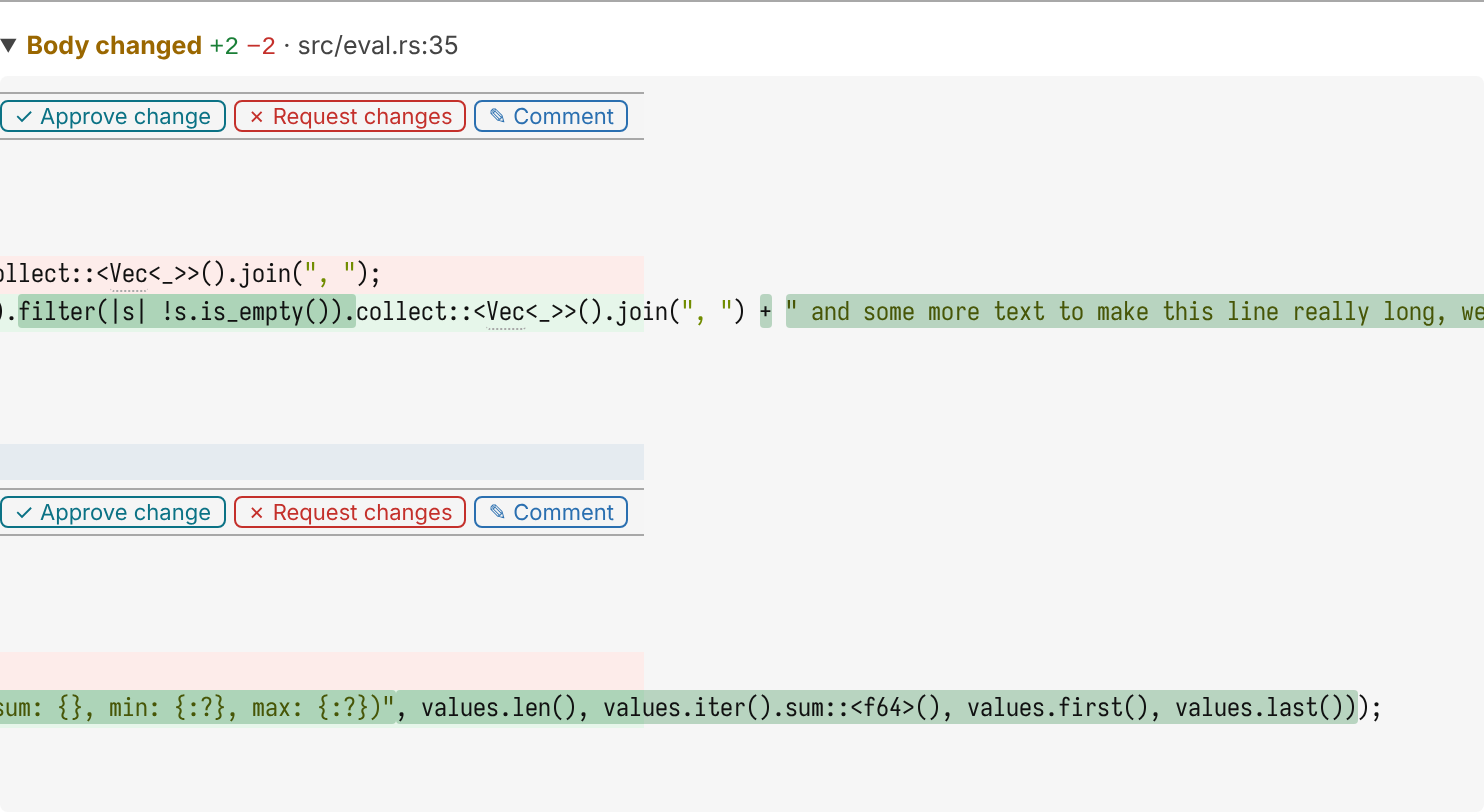 ▼ Body changed +2 −2 · src/eval.rs:35
✓ Approve change × Request changes ✎ Comment
ollect::<Vec<_>>().join(", ");
).filter(|s| !s.is_empty()).collect::<Vec<_>>().join(", ") + " and some more text to make this line really long, we
✓ Approve change × Request changes ✎ Comment
sum: {}, min: {:?}, max: {:?})", values.len(), values.iter().sum::<f64>(), values.first(), values.last()));